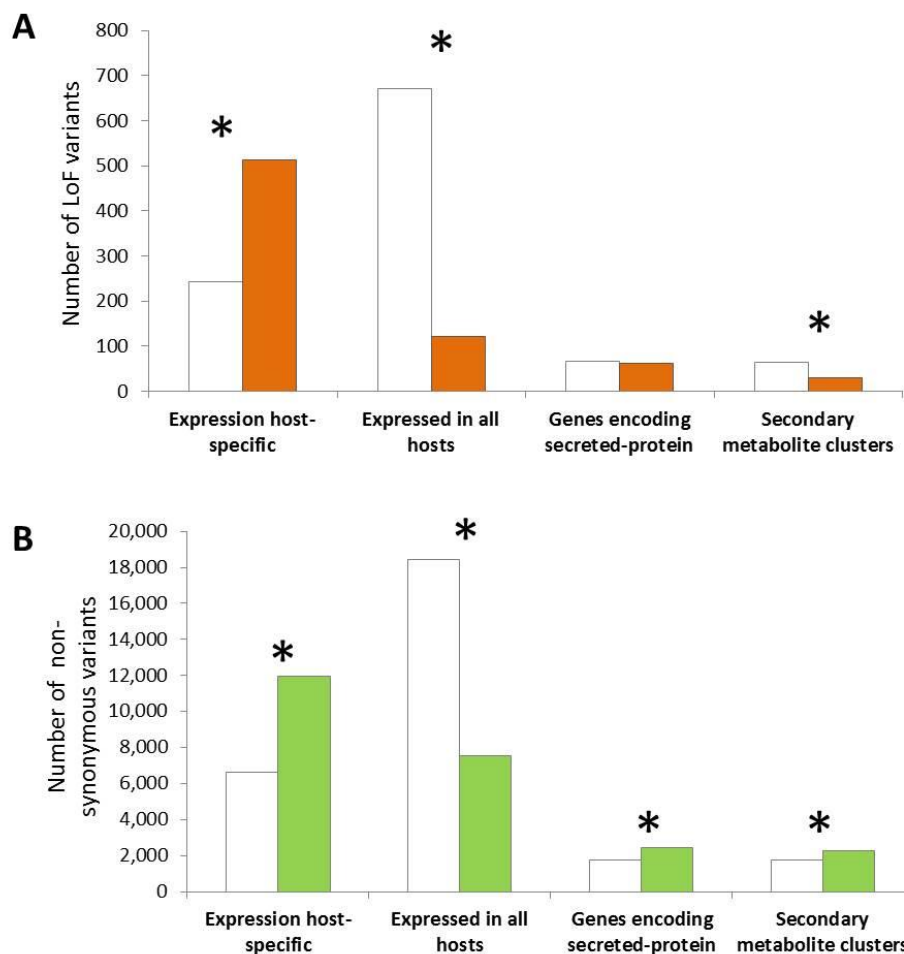 A
Number of LoF variants
800
700
600
500
400
300
200
100
0
*
*
*
Expression host-
specific
Expressed in all
hosts
Genes encoding
secreted-protein
Secondary
metabolite clusters
B
Number of non-
synonymous variants
20,000
18,000
16,000
14,000
12,000
10,000
8,000
6,000
4,000
2,000
0
*
*
*
*
Expression host-
specific
Expressed in all
hosts
Genes encoding
secreted-protein
Secondary
metabolite clusters